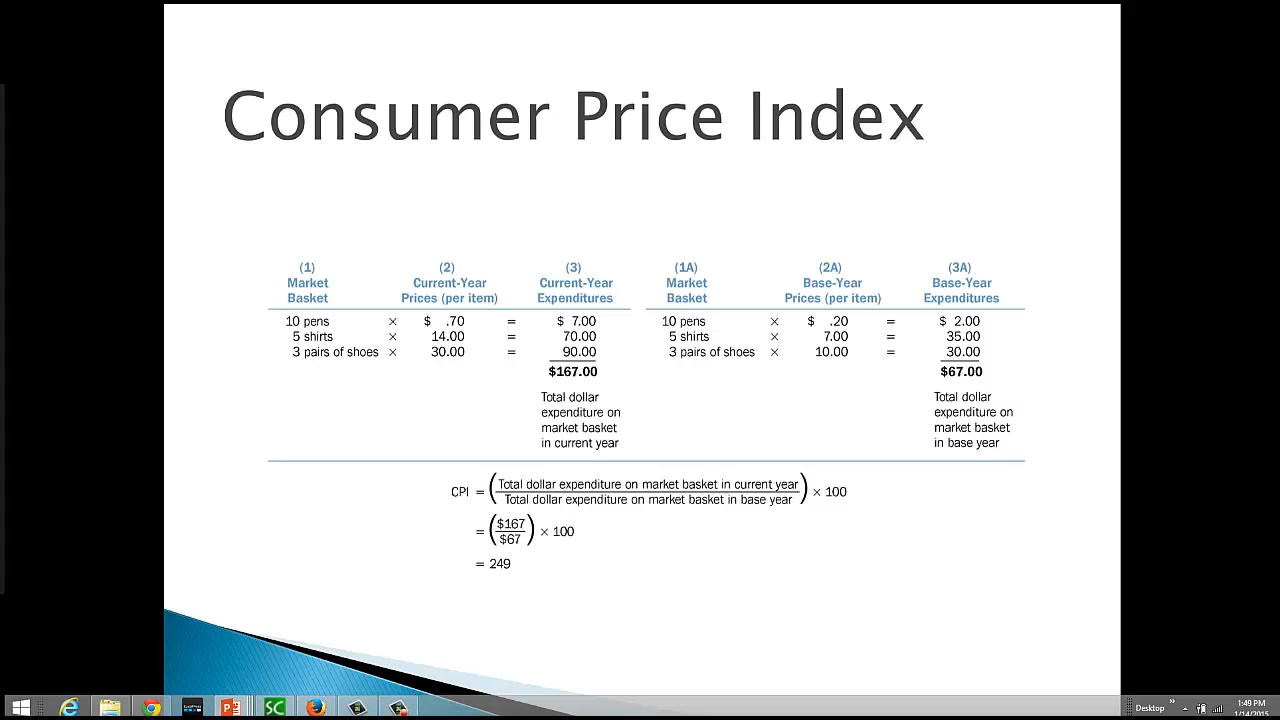 Consumer Price Index
(1) (2) (3) (1A) (2A) (3A)
Market Current-Year Current-Year Market Base-Year Base-Year
Basket Prices (per item) Expenditures Basket Prices (per item) Expenditures
10 pens × $ .70 = $ 7.00 10 pens × $ .20 = $ 2.00
5 shirts × 14.00 = 70.00 5 shirts × 7.00 = 35.00
3 pairs of shoes × 30.00 = 90.00 3 pairs of shoes × 10.00 = 30.00
$167.00 $67.00
Total dollar Total dollar
expenditure on expenditure on
market basket market basket
in current year in base year
CPI = (Total dollar expenditure on market basket in current year
Total dollar expenditure on market basket in base year) × 100
= ($167
$67) × 100
= 249
SC
Desktop
1:49 PM
1/14/2015